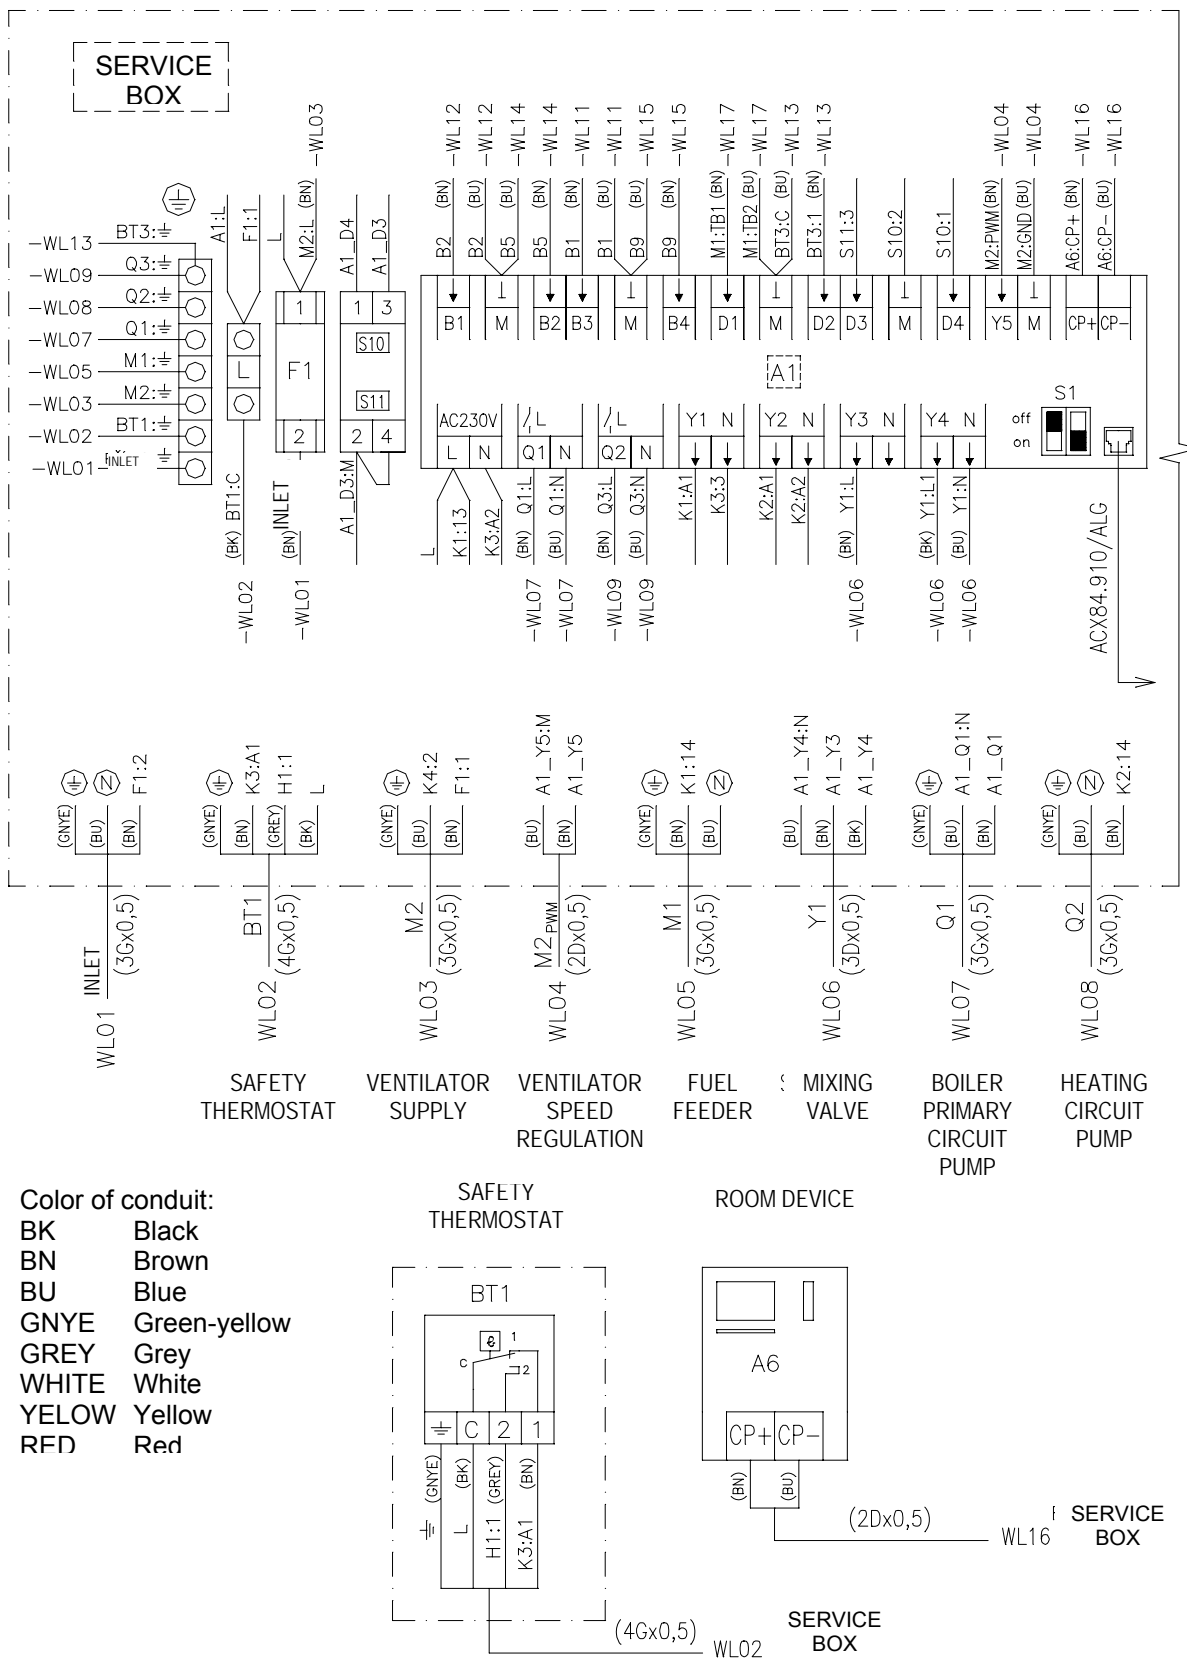 SERVICE
BOX
-WL13 BT3:
-WL09 Q3:
-WL08 Q2:
-WL07 Q1:
-WL05 M1:
-WL03 M2:
-WL02 BT1:
-WL01 INLET
A1:L
F1:1
L
(BK) BT1:C
-WL02
L
M2:L (BN) -WL03
1
F1
2
INLET
(BN)
-WL01
A1_D4
A1_D3
1 3
S10
S11
2 4
A1_D3:M
B2 (BN) -WL12
B2 (BU) -WL12
B5 (BU) -WL14
B5 (BN) -WL14
B1 (BN) -WL11
B1 (BU) -WL11
B9 (BU) -WL15
B9 (BN) -WL15
M1:TB1 (BN) -WL17
M1:TB2 (BU) -WL17
BT3:C (BU) -WL13
BT3:1 (BN) -WL13
S11:3
S10:2
S10:1
M2:PWM (BN) -WL04
M2:GND (BU) -WL04
A6:CP+ (BN) -WL16
A6:CP- (BU) -WL16
B1 M B2 B3 M B4 D1 M D2 D3 M D4 Y5 M CP+ CP-
A1
S1
off
on
AC230V L L Y1 N Y2 N Y3 N Y4 N
L N Q1 N Q2 N
L
K1:13
K3:A2
(BN) Q1:L
(BU) Q1:N
(BN) Q3:L
(BU) Q3:N
K1:A1
K3:3
K2:A1
K2:A2
(BN) Y1:L
(BK) Y1:L1
(BU) Y1:N
-WL07
-WL07
-WL09
-WL09
-WL06
-WL06
-WL06
ACX84.910/ALG
N F1:2
(GNYE) (BU) (BN)
K3:A1 H1:1 L
(GNYE) (BN) (GREY) (BK)
K4:2 F1:1
(GNYE) (BU) (BN)
A1_Y5:M A1_Y5
(BU) (BN)
K1:14 N
(GNYE) (BN) (BU)
A1_Y4:N A1_Y3 A1_Y4
(BU) (BN) (BK)
A1_Q1:N A1_Q1
(GNYE) (BU) (BN)
N K2:14
(GNYE) (BU) (BN)
WL01 INLET (3Gx0,5)
WL02 BT1 (4Gx0,5)
WL03 M2 (3Gx0,5)
WL04 M2 PWM (2Dx0,5)
WL05 M1 (3Gx0,5)
WL06 Y1 (3Dx0,5)
WL07 Q1 (3Gx0,5)
WL08 Q2 (3Gx0,5)
SAFETY
THERMOSTAT
VENTILATOR
SUPPLY
VENTILATOR
SPEED
REGULATION
FUEL
FEEDER
MIXING
VALVE
BOILER
PRIMARY
CIRCUIT
PUMP
HEATING
CIRCUIT
PUMP
Color of conduit:
BK Black
BN Brown
BU Blue
GNYE Green-yellow
GREY Grey
WHITE White
YELOW Yellow
RED Red
SAFETY
THERMOSTAT
BT1
1
C
2
C 2 1
(GNYE) (BK) (GREY) (BN)
L H1:1 K3:A1
(4Gx0,5)
WL02
SERVICE
BOX
ROOM DEVICE
A6
CP+ CP-
(BN) (BU)
(2Dx0,5)
WL16
SERVICE
BOX